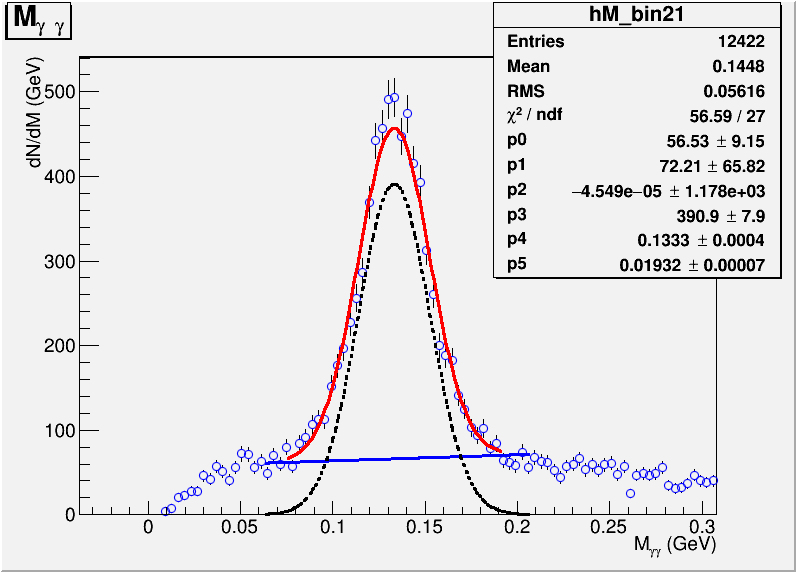 M γ γ
hM_bin21
Entries 12422
Mean 0.1448
RMS 0.05616
χ² / ndf 56.59 / 27
p0 56.53 ± 9.15
p1 72.21 ± 65.82
p2 −4.549e−05 ± 1.178e+03
p3 390.9 ± 7.9
p4 0.1333 ± 0.0004
p5 0.01932 ± 0.00007
dN/dM (GeV)
500
400
300
200
100
0
0 0.05 0.1 0.15 0.2 0.25 0.3
Mγγ (GeV)